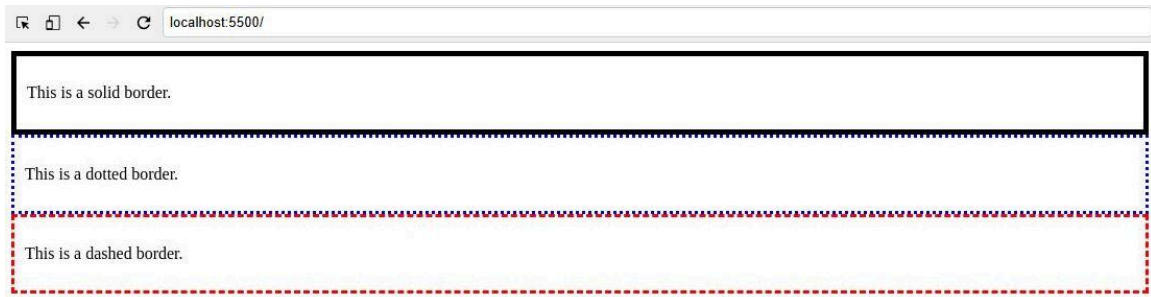 localhost:5500/
This is a solid border.
This is a dotted border.
This is a dashed border.